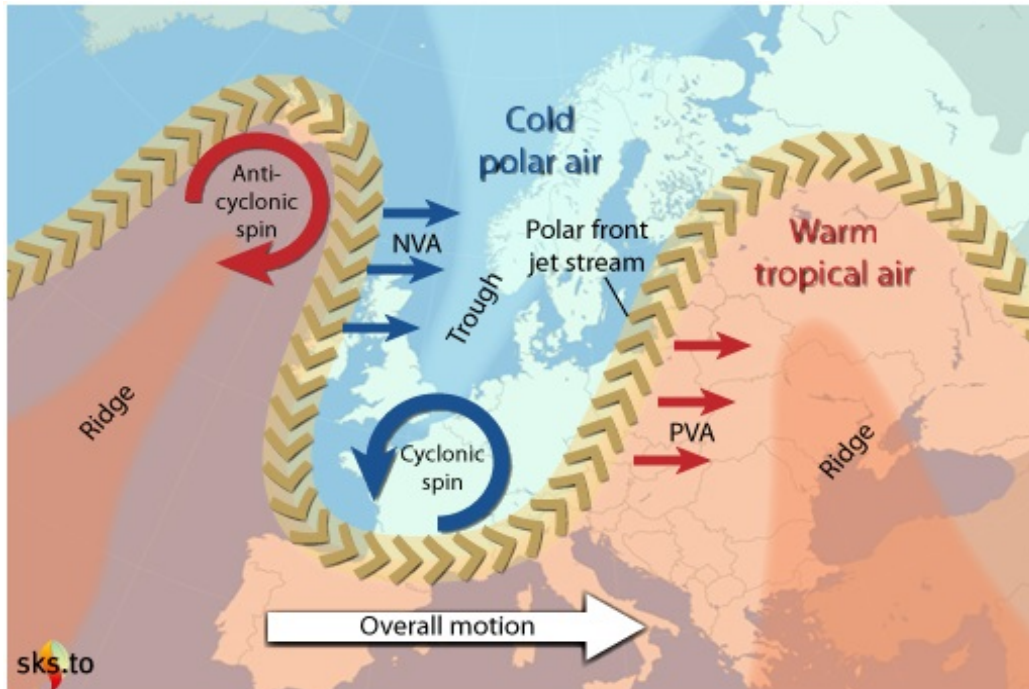 Cold
polar air
Anti-
cyclonic
spin
NVA
Polar front
jet stream
Warm
tropical air
Trough
Ridge
PVA
Ridge
Cyclonic
spin
Overall motion
sks.to